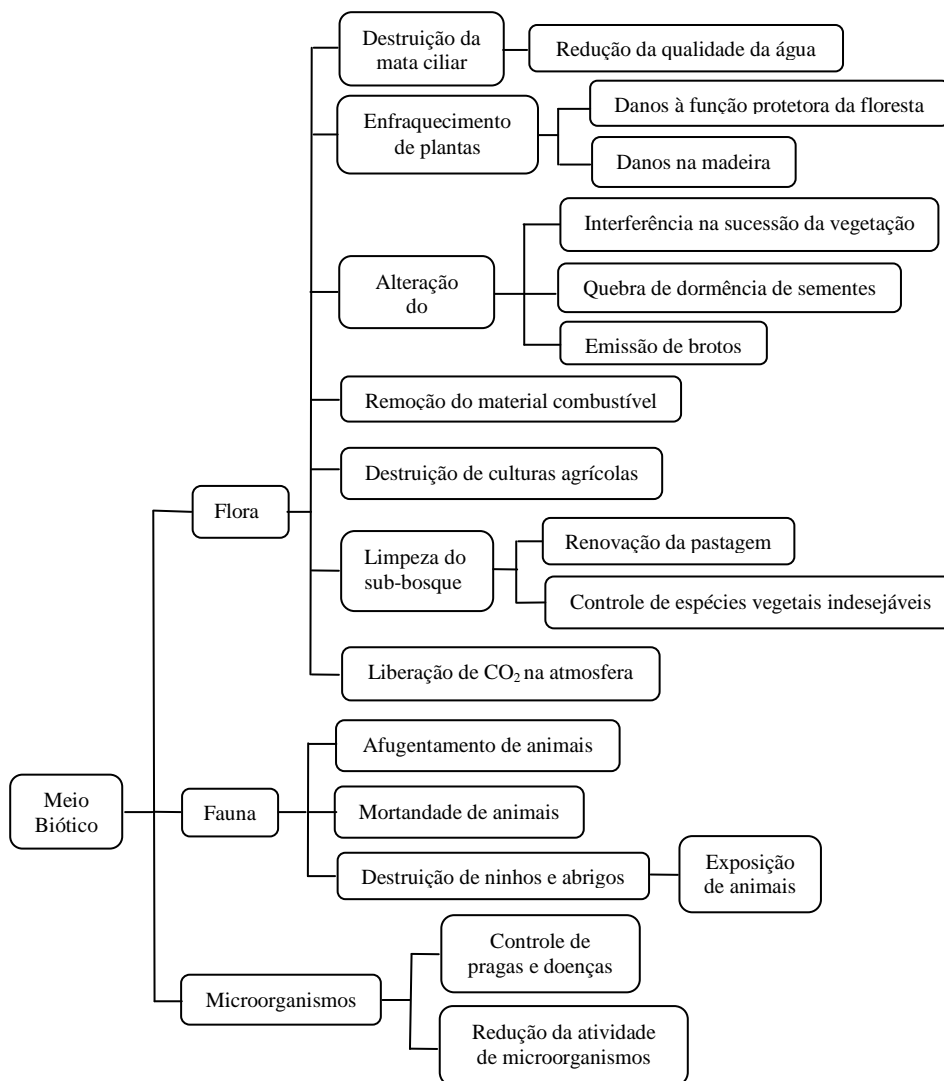 Destruição da
mata ciliar
Redução da qualidade da água
Enfraquecimento
de plantas
Danos à função protetora da floresta
Danos na madeira
Alteração
do
Interferência na sucessão da vegetação
Quebra de dormência de sementes
Emissão de brotos
Remoção do material combustível
Destruição de culturas agrícolas
Flora
Limpeza do
sub-bosque
Renovação da pastagem
Controle de espécies vegetais indesejáveis
Liberação de CO₂ na atmosfera
Meio
Biótico
Fauna
Afugentamento de animais
Mortandade de animais
Destruição de ninhos e abrigos
Exposição
de animais
Microorganismos
Controle de
pragas e doenças
Redução da atividade
de microorganismos